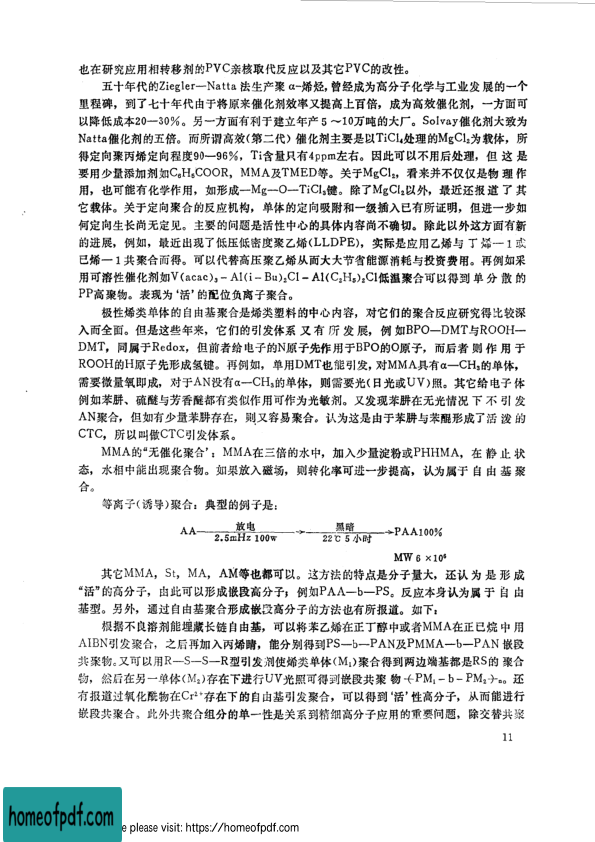 也在研究应用相转移剂的PVC亲核取代反应以及其它PVC的改性。
五十年代的Ziegler—Natta 法生产聚 α-烯烃,曾经成为高分子化学与工业发展的一个
里程碑，到了七十年代由于将原来催化剂效率又提高上百倍，成为高效催化剂，一方面可
以降低成本20—30%。另一方面有利于建立年产 5 ～10万吨的大厂。Solvay催化剂大致为
Natta催化剂的五倍。而所谓高效(第二代) 催化剂主要是以TiCl₄处理的MgCl₂为载体，所
得定向聚丙烯定向程度90—96%，Ti含量只有4ppm左右。因此可以不用后处理，但 这 是
要用少量添加剂如C₆H₅COOR，MMA及TMED等。关于MgCl₂，看来并不仅仅是物 理 作
用，也可能有化学作用，如形成—Mg—O—TiCl₃键。除了MgCl₂以外，最近还报道 了 其
它载体。关于定向聚合的反应机构，单体的定向吸附和一级插入已有所证明，但进一步如
何定向生长尚无定见。主要的问题是活性中心的具体内容尚不确切。除此以外这方面有新
的进展，例如，最近出现了低压低密度聚乙烯(LLDPE)，实际是应用乙烯与 丁 烯—1 或
已烯—1 共聚合而得。可以代替高压聚乙烯从而大大节省能源消耗与投资费用。再例如采
用可溶性催化剂如V(acac)₃－Al(i－Bu)₂Cl－Al(C₂H₅)₂Cl低温聚合可以得到 单 分 散 的
PP高聚物。表现为‘活’的配位负离子聚合。
极性烯类单体的自由基聚合是烯类塑料的中心内容，对它们的聚合反应研究得比较深
入而全面。但是这些年来，它们的引发体系 又 有 所 发 展，例 如BPO—DMT与ROOH—
DMT，同属于Redox，但前者给电子的N原子先作用于BPO的O原子，而后者 则 作 用 于
ROOH的H原子先形成氢键。再例如，单用DMT也能引发，对MMA具有α—CH₃的单体，
需要微量氧即成，对于AN没有α—CH₃的单体，则需要光(日光或UV)照。其它给电子体
例如苯肼、硫醚与芳香醚都有类似作用可作为光敏剂。又发现苯肼在无光情况 下 不 引 发
AN聚合，但如有少量苯肼存在，则又容易聚合。认为这是由于苯肼与苯醌形成了活 泼 的
CTC，所以叫做CTC引发体系。
MMA的“无催化聚合’；MMA在三倍的水中，加入少量淀粉或PHHMA，在 静 止 状
态，水相中能出现聚合物。如果放入磁场，则转化率可进一步提高，认为属于 自 由 基 聚
合。
等离子(诱导)聚合：典型的例子是：
放电 黑暗
AA————→————→PAA100%
2.5mHz 100w 22℃ 5 小时
MW 6 ×10⁶
其它MMA，St，MA，AM等也都可以。这方法的特点是分子量大，还认 为 是 形 成
“活”的高分子，由此可以形成嵌段高分子；例如PAA—b—PS。反应本身认为属 于 自 由
基型。另外，通过自由基聚合形成嵌段高分子的方法也有所报道。如下：
根据不良溶剂能埋藏长链自由基，可以将苯乙烯在正丁醇中或者MMA在正已烷 中 用
AIBN引发聚合，之后再加入丙烯睛，能分别得到PS—b—PAN及PMMA—b—PAN 嵌段
共聚物。又可以用R—S—S—R型引发剂使烯类单体(M₁)聚合得到两边端基都是RS的 聚合
物，然后在另一单体(M₂)存在下进行UV光照可得到嵌段共聚 物 ⟨PM₁－b－PM₂⟩ₙ。还
有报道过氧化酰物在Cr²⁺存在下的自由基引发聚合，可以得到‘活’性高分子，从而能进行
嵌段共聚合。此外共聚合组分的单一性是关系到精细高分子应用的重要问题，除交替共聚
11
homeofpdf.com
e please visit: https://homeofpdf.com